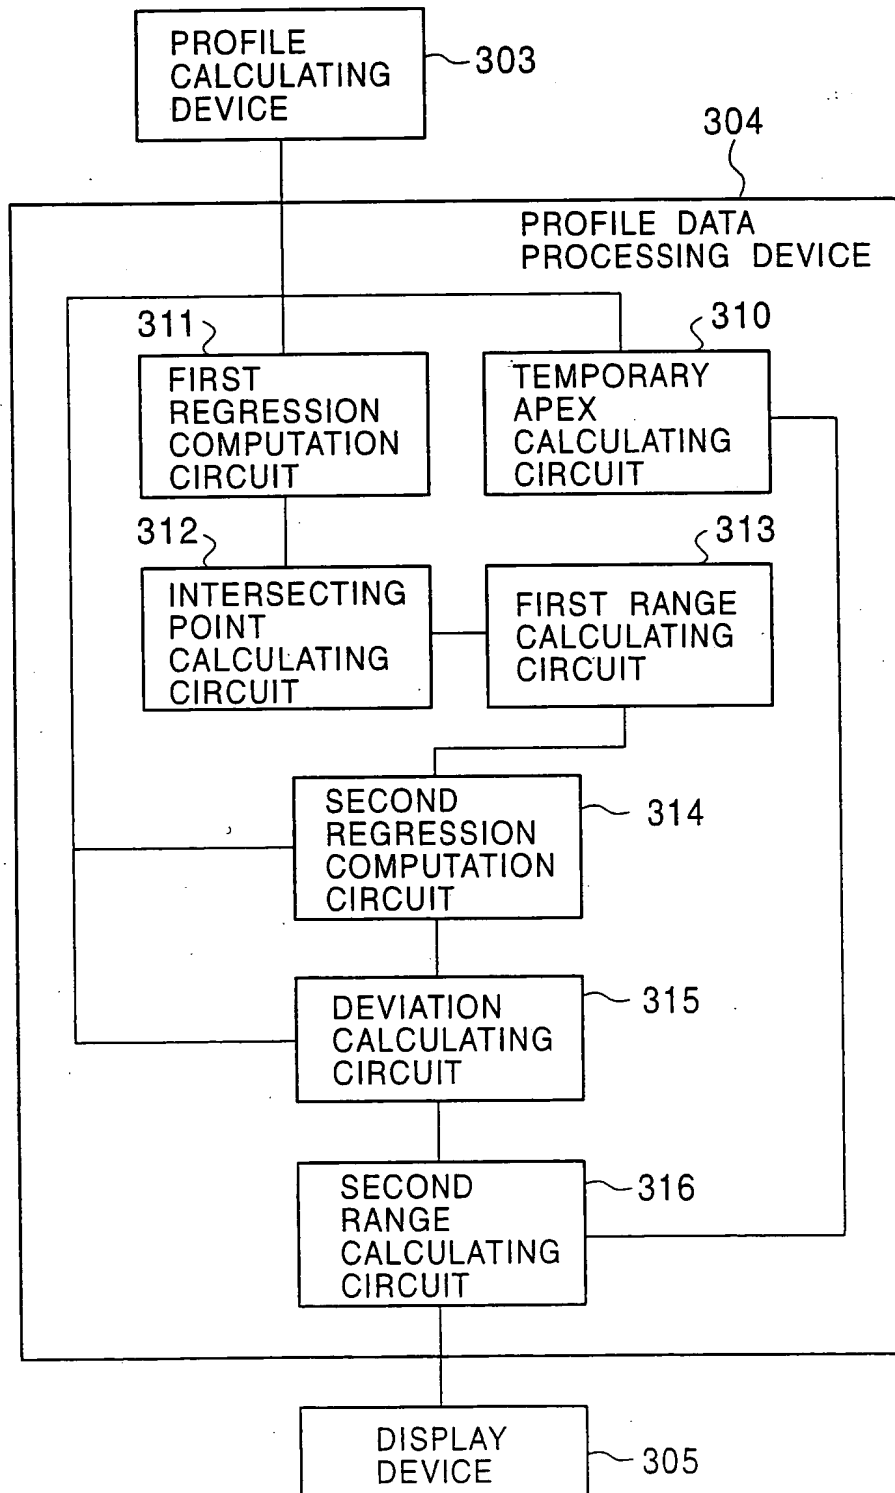 PROFILE
CALCULATING
DEVICE
303
304
PROFILE DATA
PROCESSING DEVICE
311
FIRST
REGRESSION
COMPUTATION
CIRCUIT
310
TEMPORARY
APEX
CALCULATING
CIRCUIT
312
INTERSECTING
POINT
CALCULATING
CIRCUIT
313
FIRST RANGE
CALCULATING
CIRCUIT
SECOND
REGRESSION
COMPUTATION
CIRCUIT
314
DEVIATION
CALCULATING
CIRCUIT
315
SECOND
RANGE
CALCULATING
CIRCUIT
316
DISPLAY
DEVICE
305